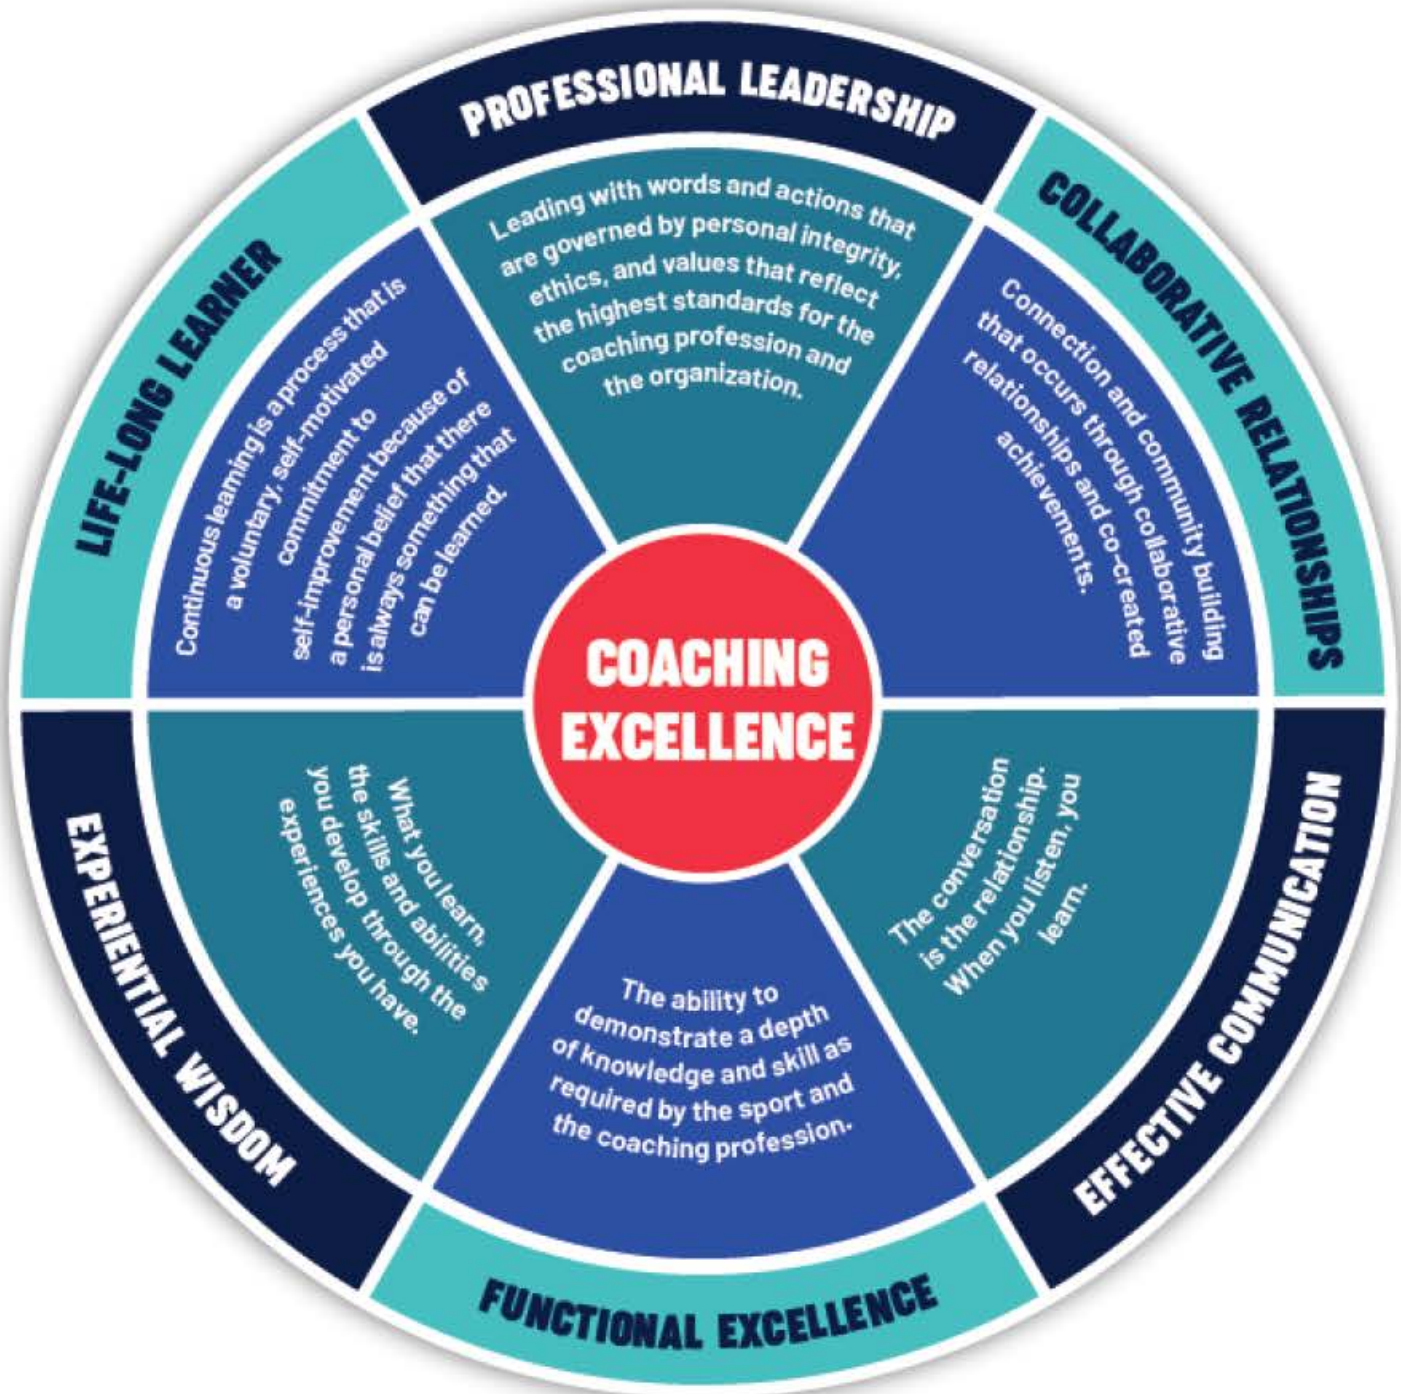 PROFESSIONAL LEADERSHIP
Leading with words and actions that
are governed by personal integrity,
ethics, and values that reflect
the highest standards for the
coaching profession and
the organization.
COLLABORATIVE RELATIONSHIPS
Connection and community building
that occurs through collaborative
relationships and co-created
achievements.
EFFECTIVE COMMUNICATION
The conversation
is the relationship.
When you listen, you
learn.
FUNCTIONAL EXCELLENCE
The ability to
demonstrate a depth
of knowledge and skill as
required by the sport and
the coaching profession.
EXPERIENTIAL WISDOM
What you learn,
the skills and abilities
you develop through the
experiences you have.
LIFE-LONG LEARNER
Continuous learning is a process that is
a voluntary, self-motivated
commitment to
self-improvement because of
a personal belief that there
is always something that
can be learned.
COACHING
EXCELLENCE